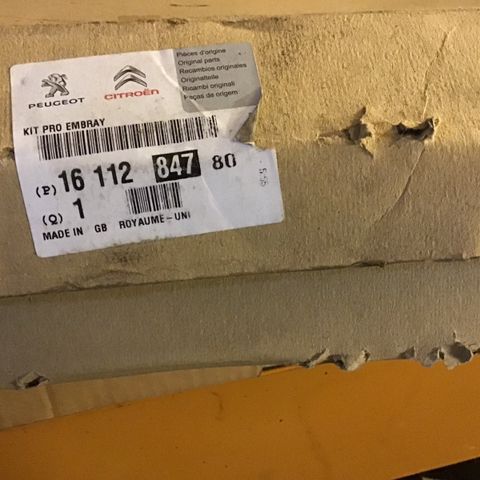 PEUGEOT
CITROËN
Pièces d'origine
Original parts
Recambios originales
Originalteile
Ricambi originali
Peças de origem
KIT PRO EMBRAY
(P) 16 112 847 80
(Q) 1
MADE IN GB ROYAUME-UNI